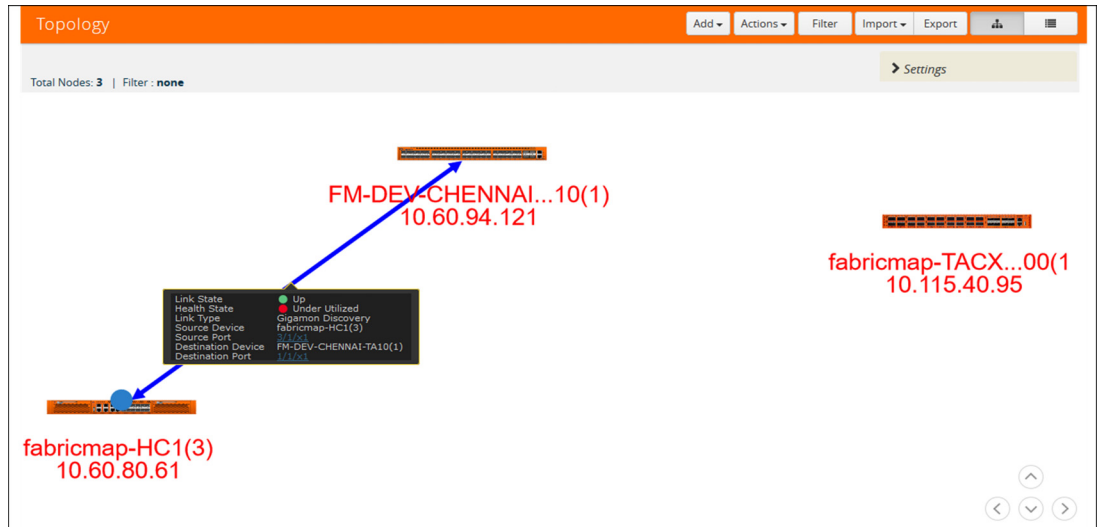 Topology
Add
Actions
Filter
Import
Export
Settings
Total Nodes: 3 | Filter : none
FM-DEV-CHENNAI...10(1)
10.60.94.121
fabricmap-TACX...00(1
10.115.40.95
Link State Up
Health State Under Utilized
Link Type Gigamon Discovery
Source Device fabricmap-HC1(3)
Source Port 3/1/x1
Destination Device FM-DEV-CHENNAI-TA10(1)
Destination Port 1/1/x1
fabricmap-HC1(3)
10.60.80.61